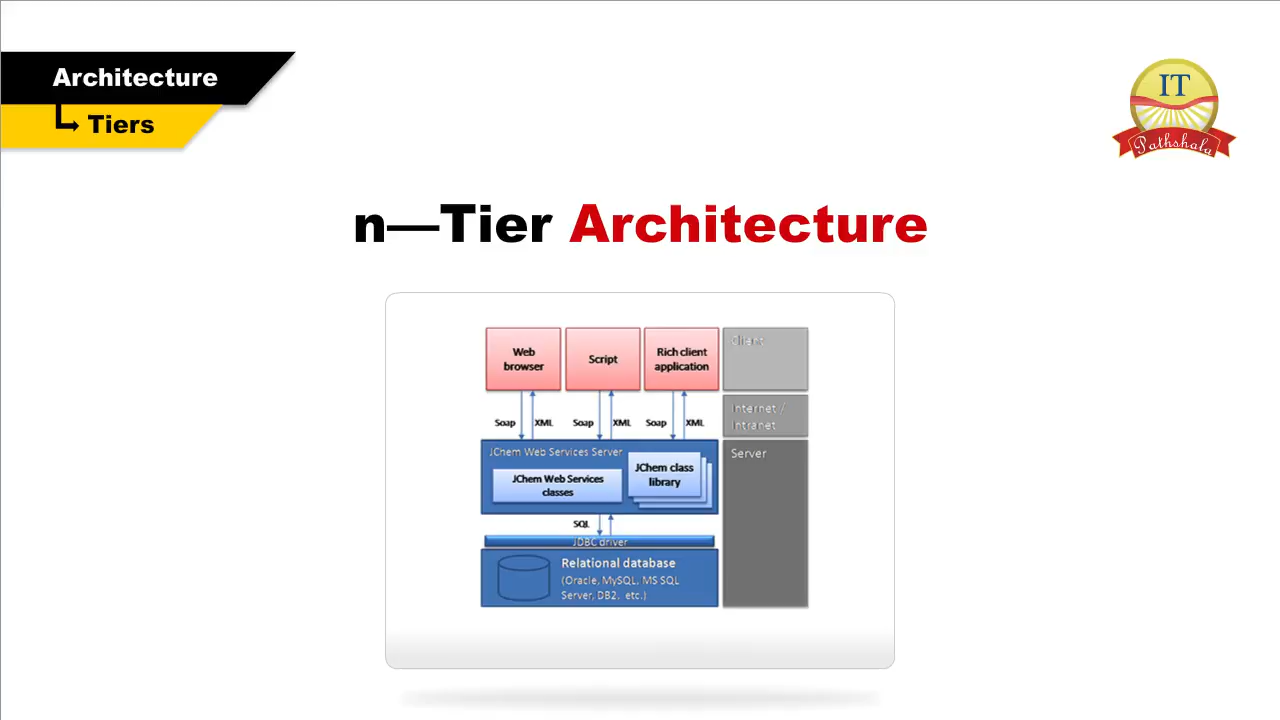 Architecture
Tiers
IT
Pathshala
n—Tier Architecture
Web
browser
Script
Rich client
application
Client
Soap XML Soap XML Soap XML
Internet /
Intranet
JChem Web Services Server
JChem Web Services
classes
JChem class
library
Server
SQL
JDBC driver
Relational database
(Oracle, MySQL, MS SQL
Server, DB2, etc.)